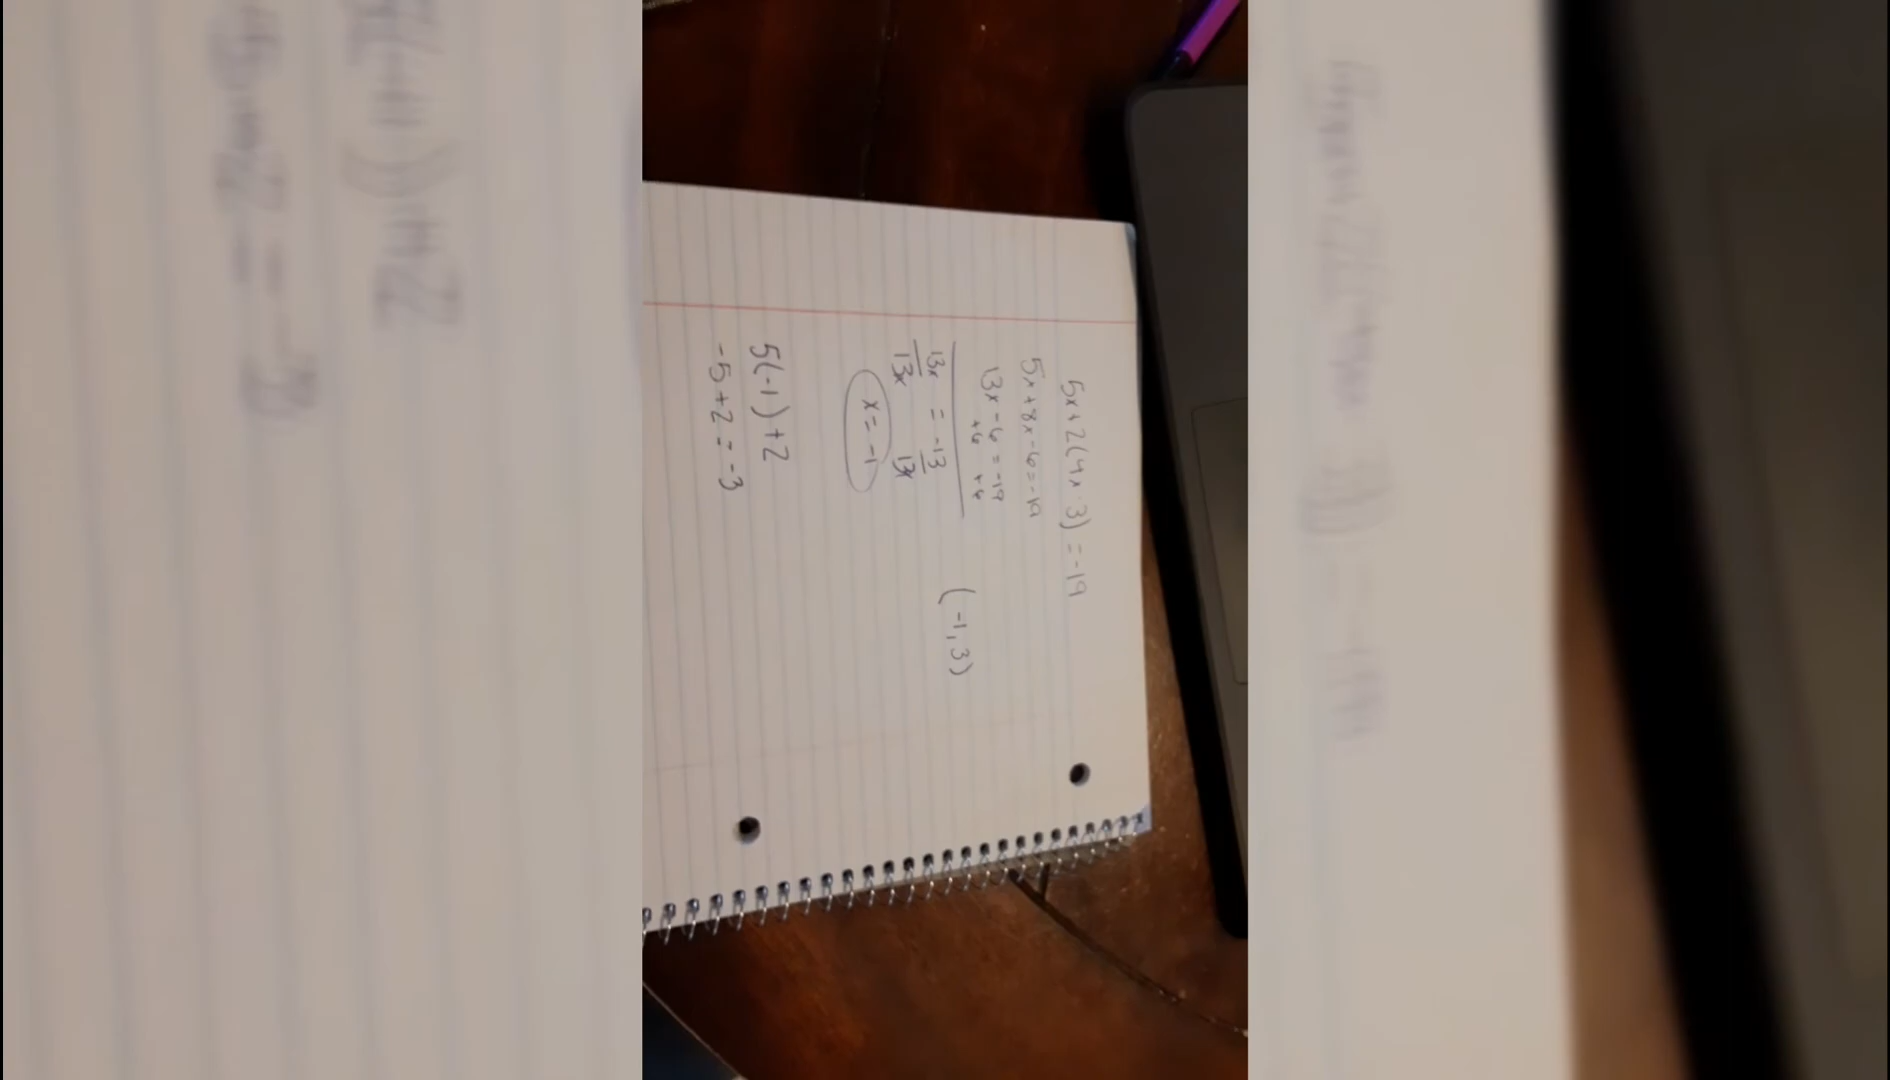 5x+2(4x-3) = -19
5x+8x-6=-19
13x-6=-19
+6 +6
13x = -13
13x 13x
x=-1
(-1,3)
5(-1)+2
-5+2=-3